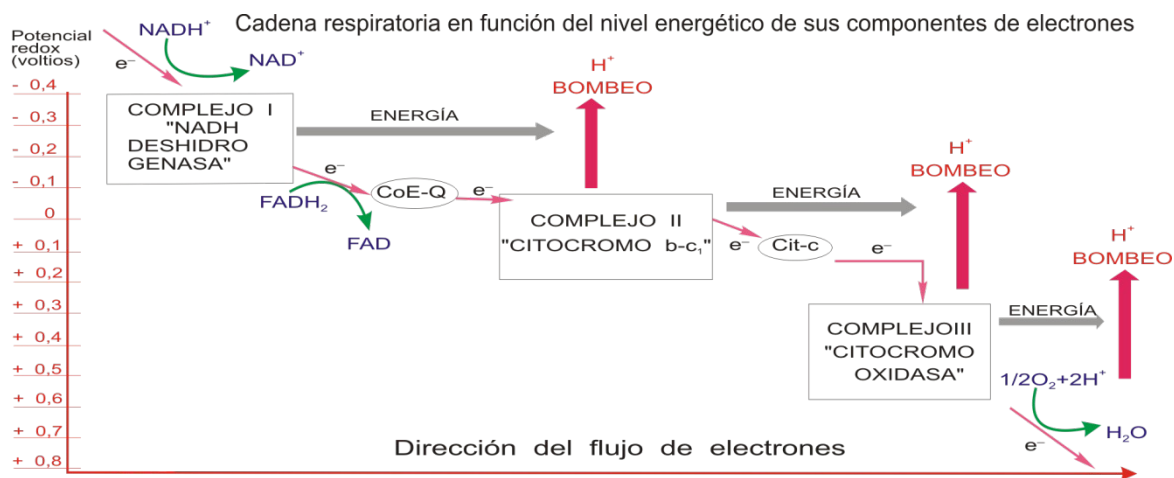 Cadena respiratoria en función del nivel energético de sus componentes de electrones
Potencial
redox
(voltios)
- 0,4
- 0,3
- 0,2
- 0,1
0
+ 0,1
+ 0,2
+ 0,3
+ 0,4
+ 0,5
+ 0,6
+ 0,7
+ 0,8
e⁻
NADH⁺
NAD⁺
COMPLEJO I
"NADH
DESHIDRO
GENASA"
ENERGÍA
H⁺
BOMBEO
e⁻
FADH₂
FAD
CoE-Q
e⁻
COMPLEJO II
"CITOCROMO b-c₁"
ENERGÍA
H⁺
BOMBEO
e⁻
Cit-c
e⁻
COMPLEJOIII
"CITOCROMO
OXIDASA"
ENERGÍA
H⁺
BOMBEO
1/2O₂+2H⁺
H₂O
e⁻
Dirección del flujo de electrones